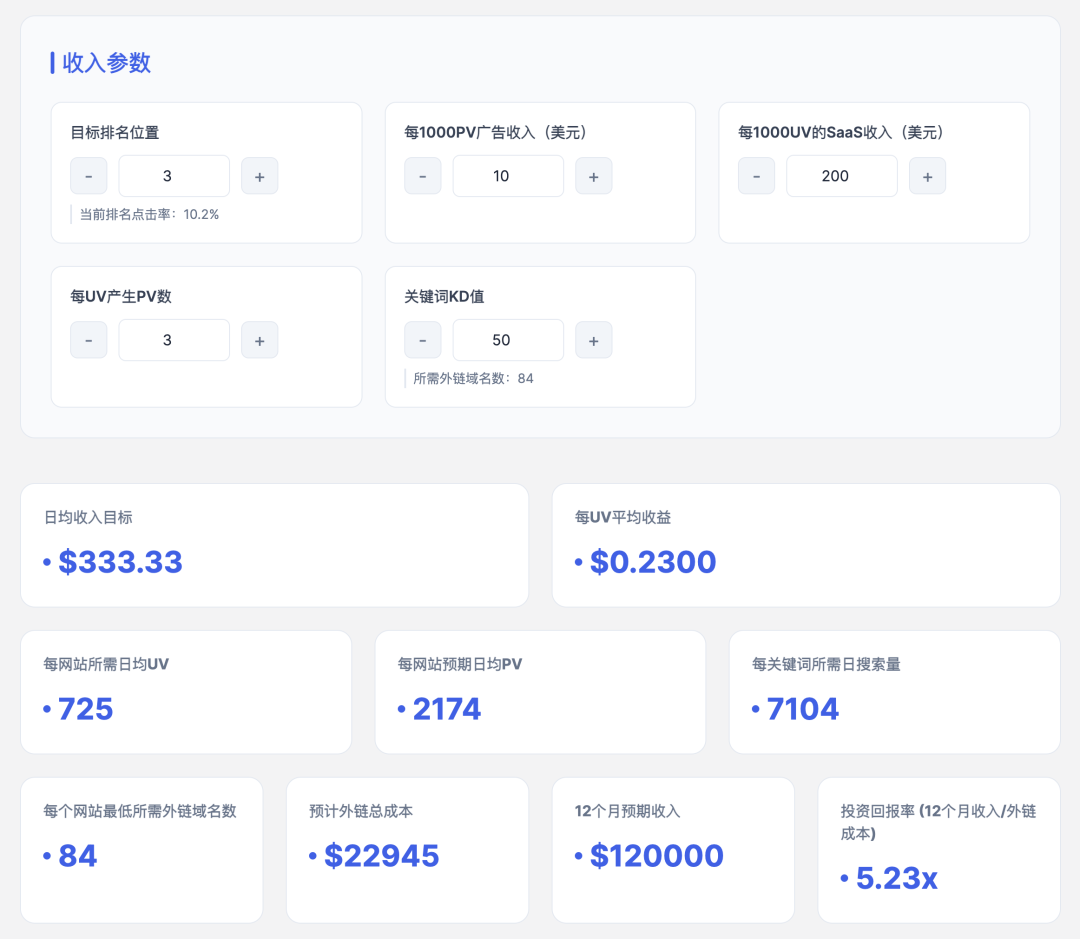 收入参数
目标排名位置
-
3
+
当前排名点击率：10.2%
每1000PV广告收入（美元）
-
10
+
每1000UV的SaaS收入（美元）
-
200
+
每UV产生PV数
-
3
+
关键词KD值
-
50
+
所需外链域名数：84
日均收入目标
• $333.33
每UV平均收益
• $0.2300
每网站所需日均UV
• 725
每网站预期日均PV
• 2174
每关键词所需日搜索量
• 7104
每个网站最低所需外链域名数
• 84
预计外链总成本
• $22945
12个月预期收入
• $120000
投资回报率 (12个月收入/外链
成本)
• 5.23x